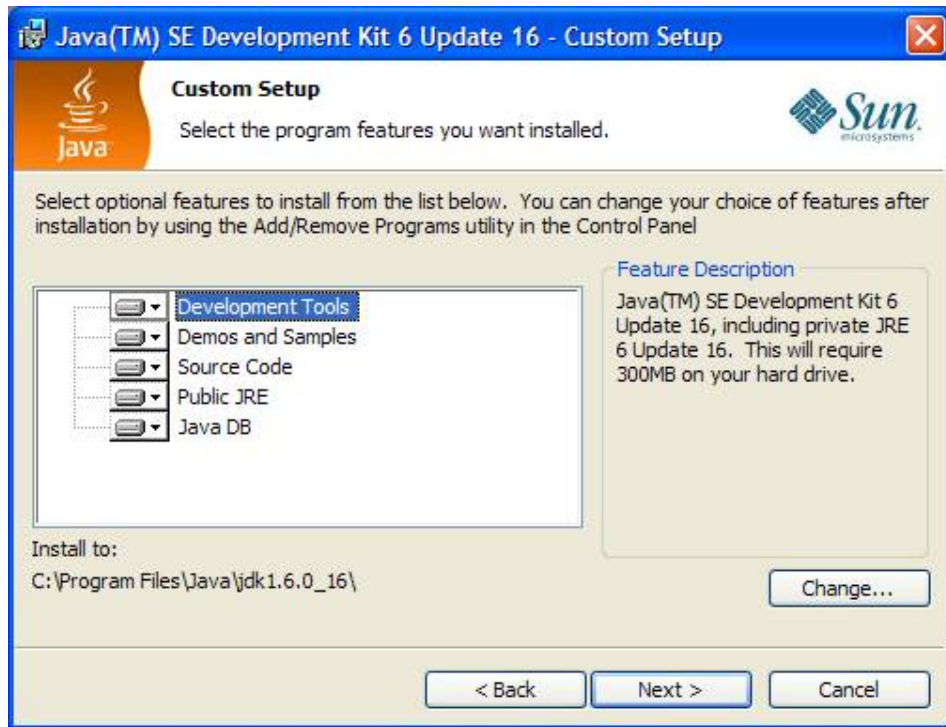 Java(TM) SE Development Kit 6 Update 16 - Custom Setup
Java
Custom Setup
Select the program features you want installed.
Sun
microsystems
Select optional features to install from the list below.  You can change your choice of features after
installation by using the Add/Remove Programs utility in the Control Panel
Development Tools
Demos and Samples
Source Code
Public JRE
Java DB
Feature Description
Java(TM) SE Development Kit 6
Update 16, including private JRE
6 Update 16.  This will require
300MB on your hard drive.
Install to:
C:\Program Files\Java\jdk1.6.0_16\
Change...
< Back
Next >
Cancel